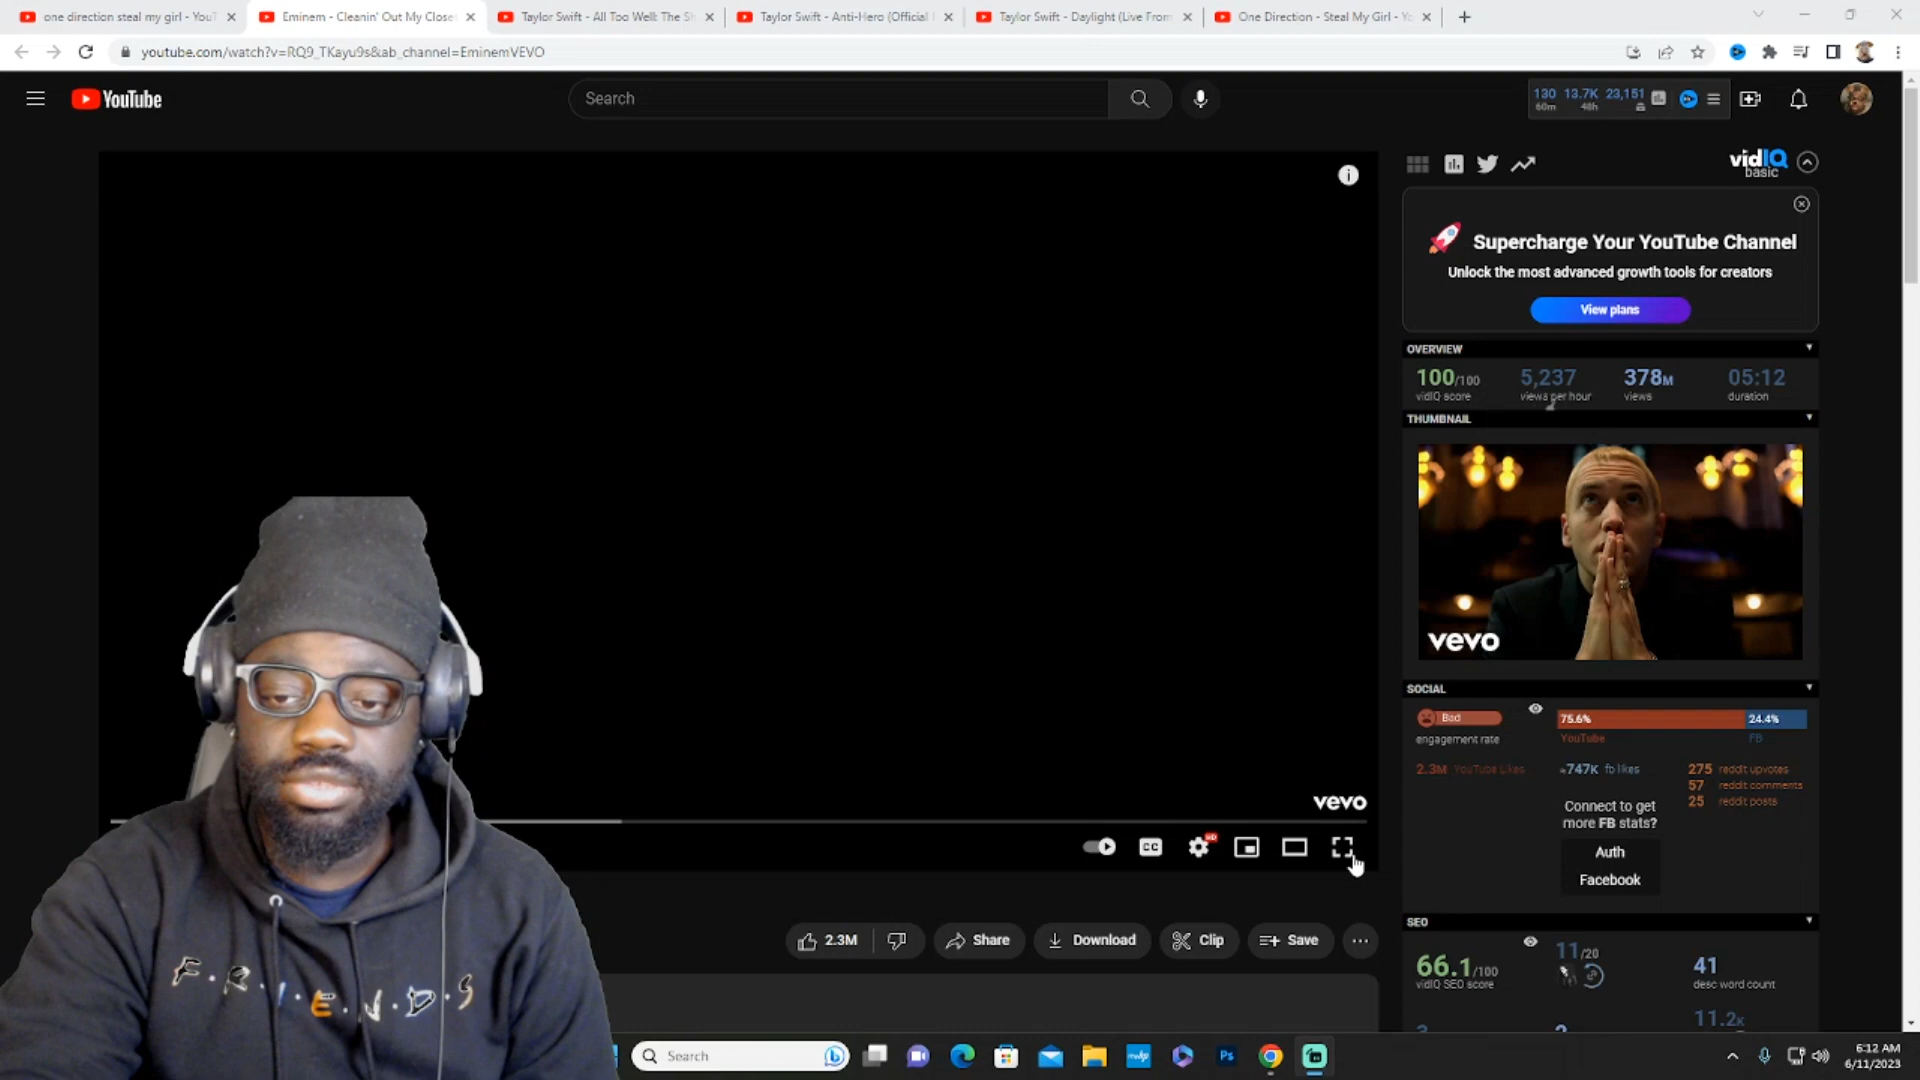 one direction steal my girl - YouT
Eminem - Cleanin' Out My Close
Taylor Swift - All Too Well: The Sh
Taylor Swift - Anti-Hero (Official
Taylor Swift - Daylight (Live From
One Direction - Steal My Girl - Yo
youtube.com/watch?v=RQ9_TKayu9s&ab_channel=EminemVEVO
YouTube
Search
130 13.7K 23,151
60m 48h
vidIQ
basic
Supercharge Your YouTube Channel
Unlock the most advanced growth tools for creators
View plans
OVERVIEW
100/100 5,237 378M 05:12
vidIQ score views per hour views duration
THUMBNAIL
vevo
SOCIAL
Bad 75.6% 24.4%
engagement rate YouTube FB
2.3M YouTube Likes ≈747K fb likes 275 reddit upvotes
57 reddit comments
25 reddit posts
Connect to get
more FB stats?
Auth
Facebook
vevo
CC HD
2.3M Share Download Clip Save
SEO
66.1/100 11/20 41
vidIQ SEO score desc word count
11.2K
F.R.I.E.N.D.S
Search
Ps
6:12 AM
6/11/2023